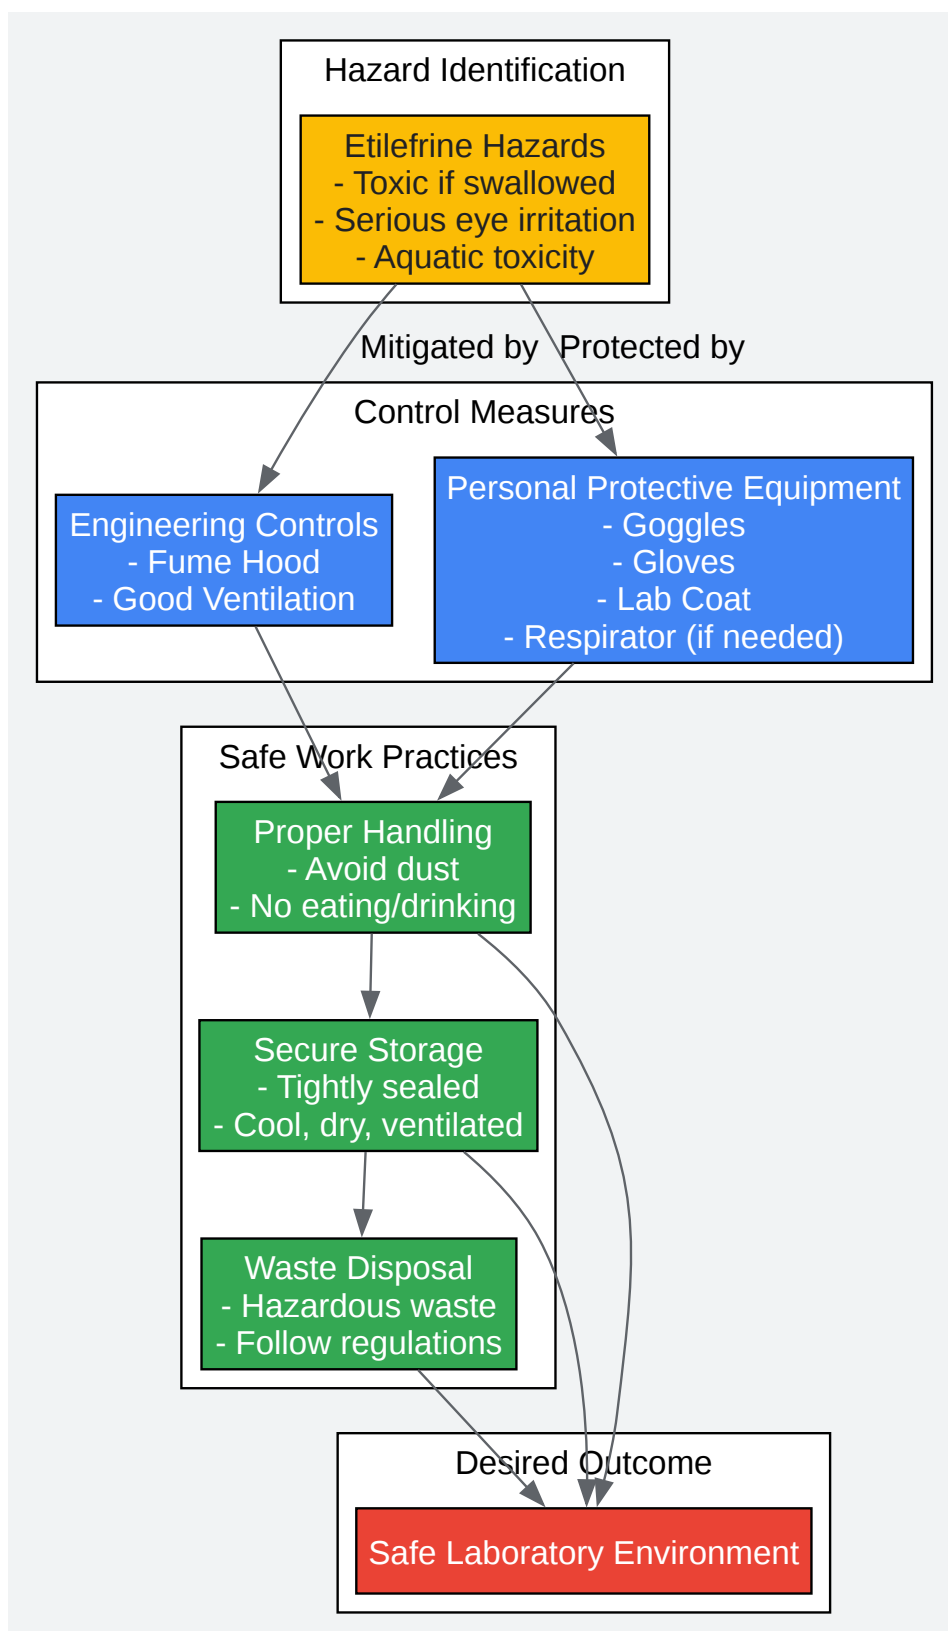 Hazard Identification
Etilefrine Hazards
- Toxic if swallowed
- Serious eye irritation
- Aquatic toxicity
Mitigated by
Protected by
Control Measures
Engineering Controls
- Fume Hood
- Good Ventilation
Personal Protective Equipment
- Goggles
- Gloves
- Lab Coat
- Respirator (if needed)
Safe Work Practices
Proper Handling
- Avoid dust
- No eating/drinking
Secure Storage
- Tightly sealed
- Cool, dry, ventilated
Waste Disposal
- Hazardous waste
- Follow regulations
Desired Outcome
Safe Laboratory Environment